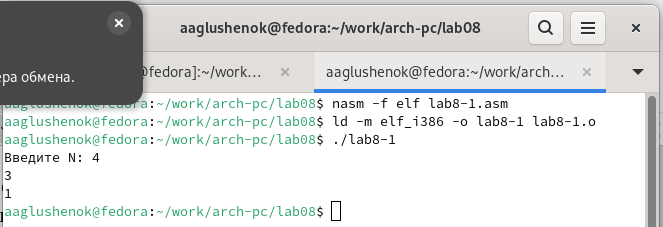 aaglushenok@fedora:~/work/arch-pc/lab08
обмена.
@fedora]:~/work...
aaglushenok@fedora:~/work/arch...
aaglushenok@fedora:~/work/arch-pc/lab08$ nasm -f elf lab8-1.asm
aaglushenok@fedora:~/work/arch-pc/lab08$ ld -m elf_i386 -o lab8-1 lab8-1.o
aaglushenok@fedora:~/work/arch-pc/lab08$ ./lab8-1
Введите N: 4
3
1
aaglushenok@fedora:~/work/arch-pc/lab08$